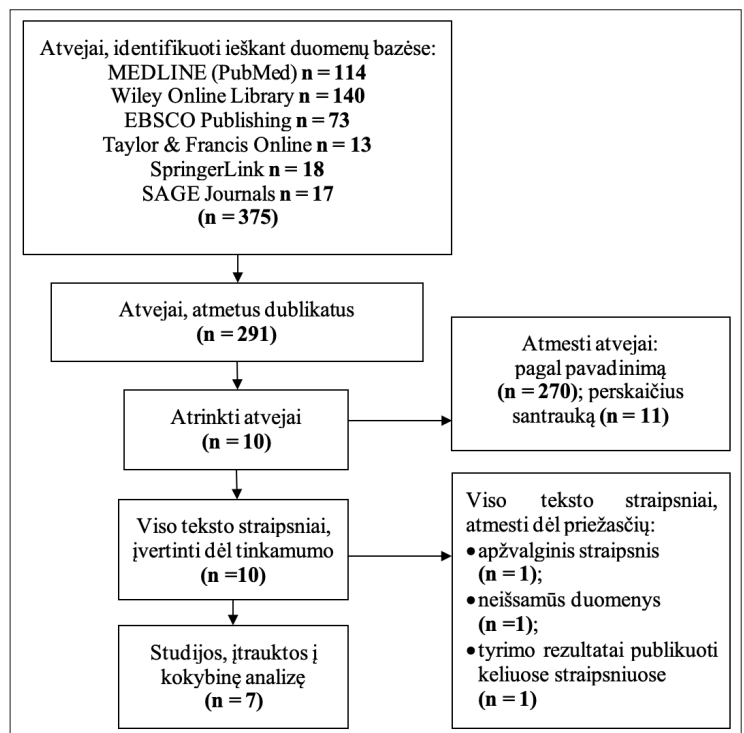 Atvejai, identifikuoti ieškant duomenų bazėse:
MEDLINE (PubMed) n = 114
Wiley Online Library n = 140
EBSCO Publishing n = 73
Taylor & Francis Online n = 13
SpringerLink n = 18
SAGE Journals n = 17
(n = 375)
Atvejai, atmetus dublikatus
(n = 291)
Atmesti atvejai:
pagal pavadinimą
(n = 270); perskaičius
santrauką (n = 11)
Atrinkti atvejai
(n = 10)
Viso teksto straipsniai,
įvertinti dėl tinkamumo
(n =10)
Viso teksto straipsniai,
atmesti dėl priežasčių:
•apžvalginis straipsnis
(n = 1);
•neišsamūs duomenys
(n =1);
•tyrimo rezultatai publikuoti
keliuose straipsniuose
(n = 1)
Studijos, įtrauktos į
kokybinę analizę
(n = 7)